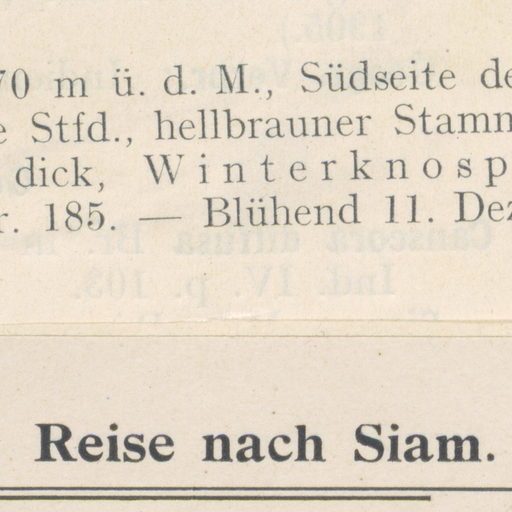 70 m ü. d. M., Südseite de
e Stfd., hellbrauner Stamm
dick, Winterknosp
r. 185. — Blühend 11. Dez
Reise nach Siam.